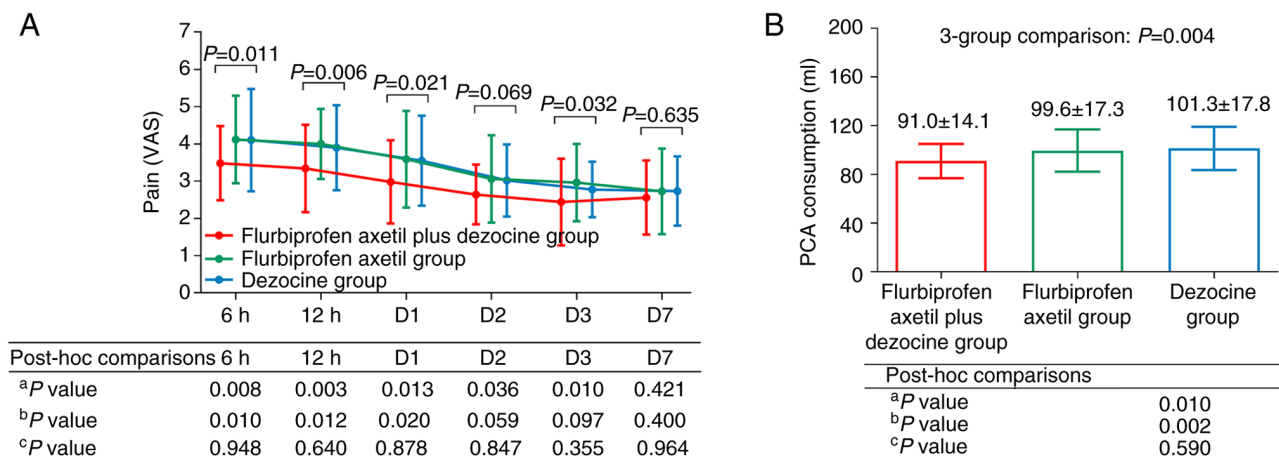 A
Pain (VAS)
7
6
5
4
3
2
1
0
P=0.011
P=0.006
P=0.021
P=0.069
P=0.032
P=0.635
Flurbiprofen axetil plus dezocine group
Flurbiprofen axetil group
Dezocine group
6 h 12 h D1 D2 D3 D7
Post-hoc comparisons 6 h 12 h D1 D2 D3 D7
aP value 0.008 0.003 0.013 0.036 0.010 0.421
bP value 0.010 0.012 0.020 0.059 0.097 0.400
cP value 0.948 0.640 0.878 0.847 0.355 0.964
B
PCA consumption (ml)
200
160
120
80
40
0
3-group comparison: P=0.004
91.0±14.1
99.6±17.3
101.3±17.8
Flurbiprofen
axetil plus
dezocine group
Flurbiprofen
axetil group
Dezocine
group
Post-hoc comparisons
aP value 0.010
bP value 0.002
cP value 0.590